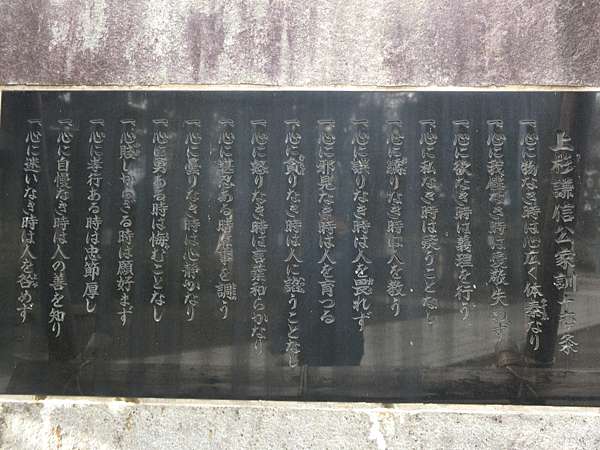 上杉謙信公家訓十六条
一、心に物なき時は心広く体泰なり
一、心に我儘なき時は愛敬失わず
一、心に欲なき時は義理を行う
一、心に私なき時は疑うことなし
一、心に驕りなき時は人を教う
一、心に誤りなき時は人を畏れず
一、心に邪見なき時は人を育つる
一、心に貪りなき時は人に諂うことなし
一、心に怒りなき時は言葉和らかなり
一、心に堪忍ある時は事を調う
一、心に曇りなき時は心静かなり
一、心に勇ある時は悔むことなし
一、心賤しからざる時は願好まず
一、心に孝行ある時は忠節厚し
一、心に自慢なき時は人の善を知り
一、心に迷いなき時は人を咎めず